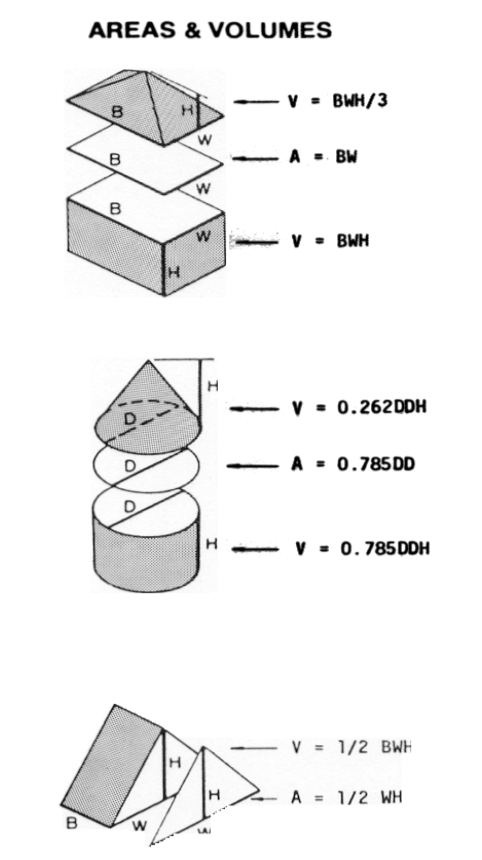 AREAS & VOLUMES
B H V = BWH/3
W
B A = BW
W
B
W V = BWH
H
H
D V = 0.262DDH
D A = 0.785DD
D
H V = 0.785DDH
H V = 1/2 BWH
H A = 1/2 WH
B W W